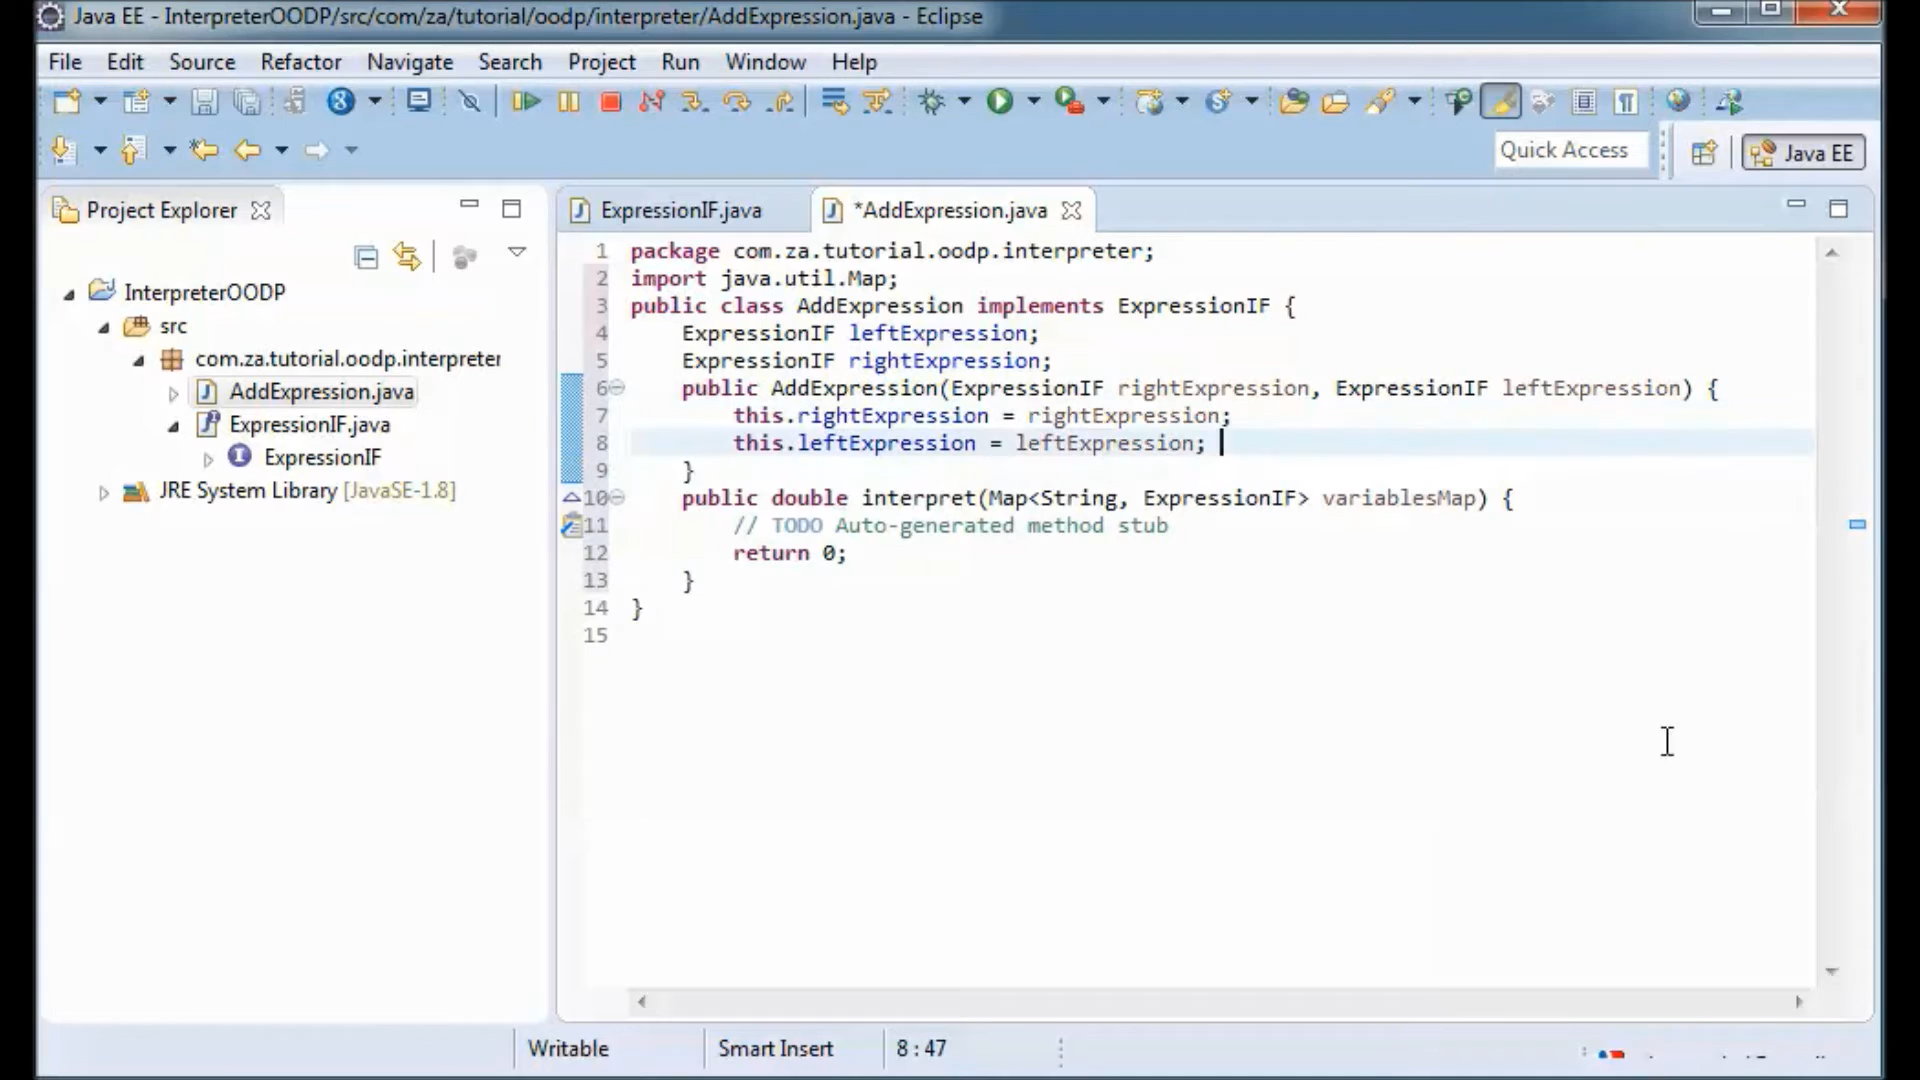 Java EE - InterpreterOODP/src/com/za/tutorial/oodp/interpreter/AddExpression.java - Eclipse
File Edit Source Refactor Navigate Search Project Run Window Help
Quick Access
Java EE
Project Explorer
InterpreterOODP
src
com.za.tutorial.oodp.interpreter
AddExpression.java
ExpressionIF.java
ExpressionIF
JRE System Library [JavaSE-1.8]
ExpressionIF.java
*AddExpression.java
1 package com.za.tutorial.oodp.interpreter;
2 import java.util.Map;
3 public class AddExpression implements ExpressionIF {
4 ExpressionIF leftExpression;
5 ExpressionIF rightExpression;
6 public AddExpression(ExpressionIF rightExpression, ExpressionIF leftExpression) {
7 this.rightExpression = rightExpression;
8 this.leftExpression = leftExpression;
9 }
10 public double interpret(Map<String, ExpressionIF> variablesMap) {
11 // TODO Auto-generated method stub
12 return 0;
13 }
14 }
15
Writable
Smart Insert
8 : 47